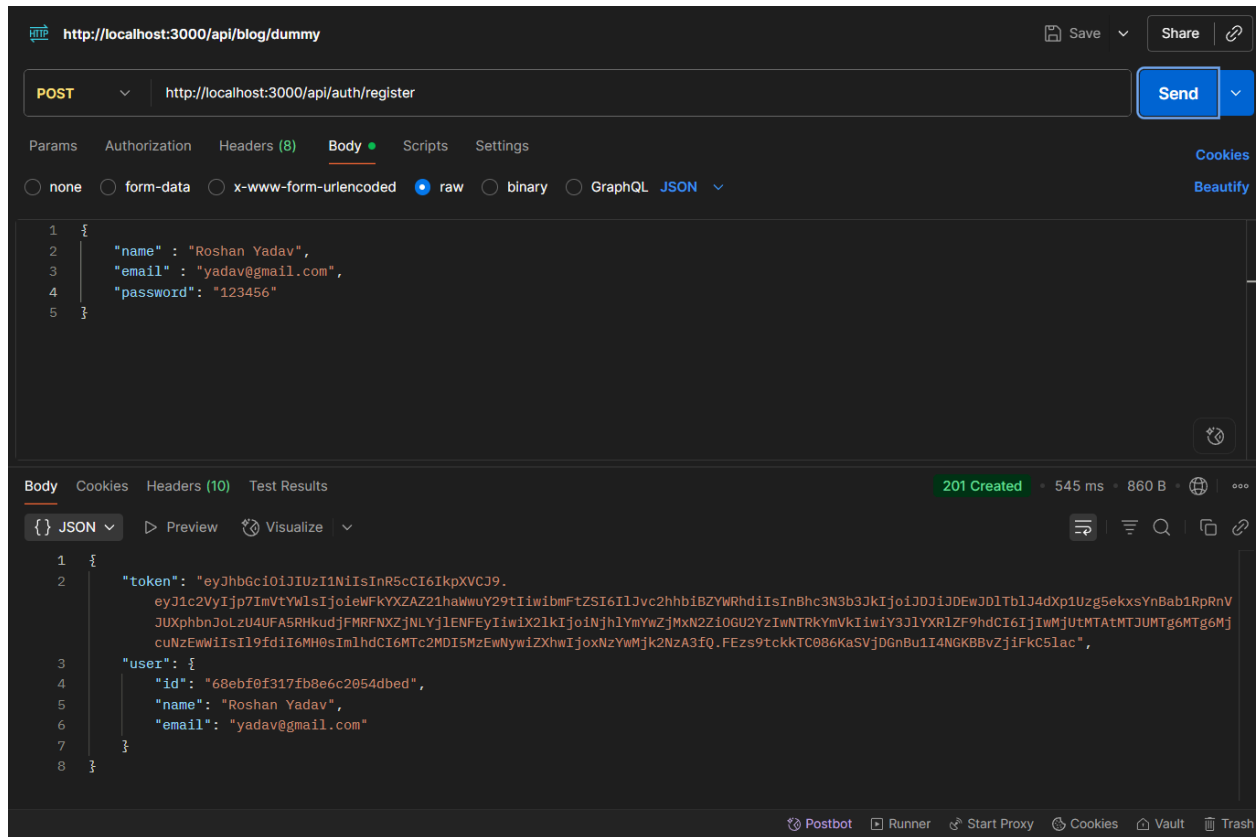 HTTP http://localhost:3000/api/blog/dummy Save Share
POST http://localhost:3000/api/auth/register Send
Params Authorization Headers (8) Body Scripts Settings Cookies
none form-data x-www-form-urlencoded raw binary GraphQL JSON Beautify
1 {
2 "name" : "Roshan Yadav",
3 "email" : "yadav@gmail.com",
4 "password": "123456"
5 }
Body Cookies Headers (10) Test Results 201 Created 545 ms 860 B
{} JSON Preview Visualize
1 {
2 "token": "eyJhbGciOiJIUzI1NiIsInR5cCI6IkpXVCJ9.
3 "user": {
4 "id": "68ebf0f317fb8e6c2054dbed",
5 "name": "Roshan Yadav",
6 "email": "yadav@gmail.com"
7 }
8 }
Postbot Runner Start Proxy Cookies Vault Trash